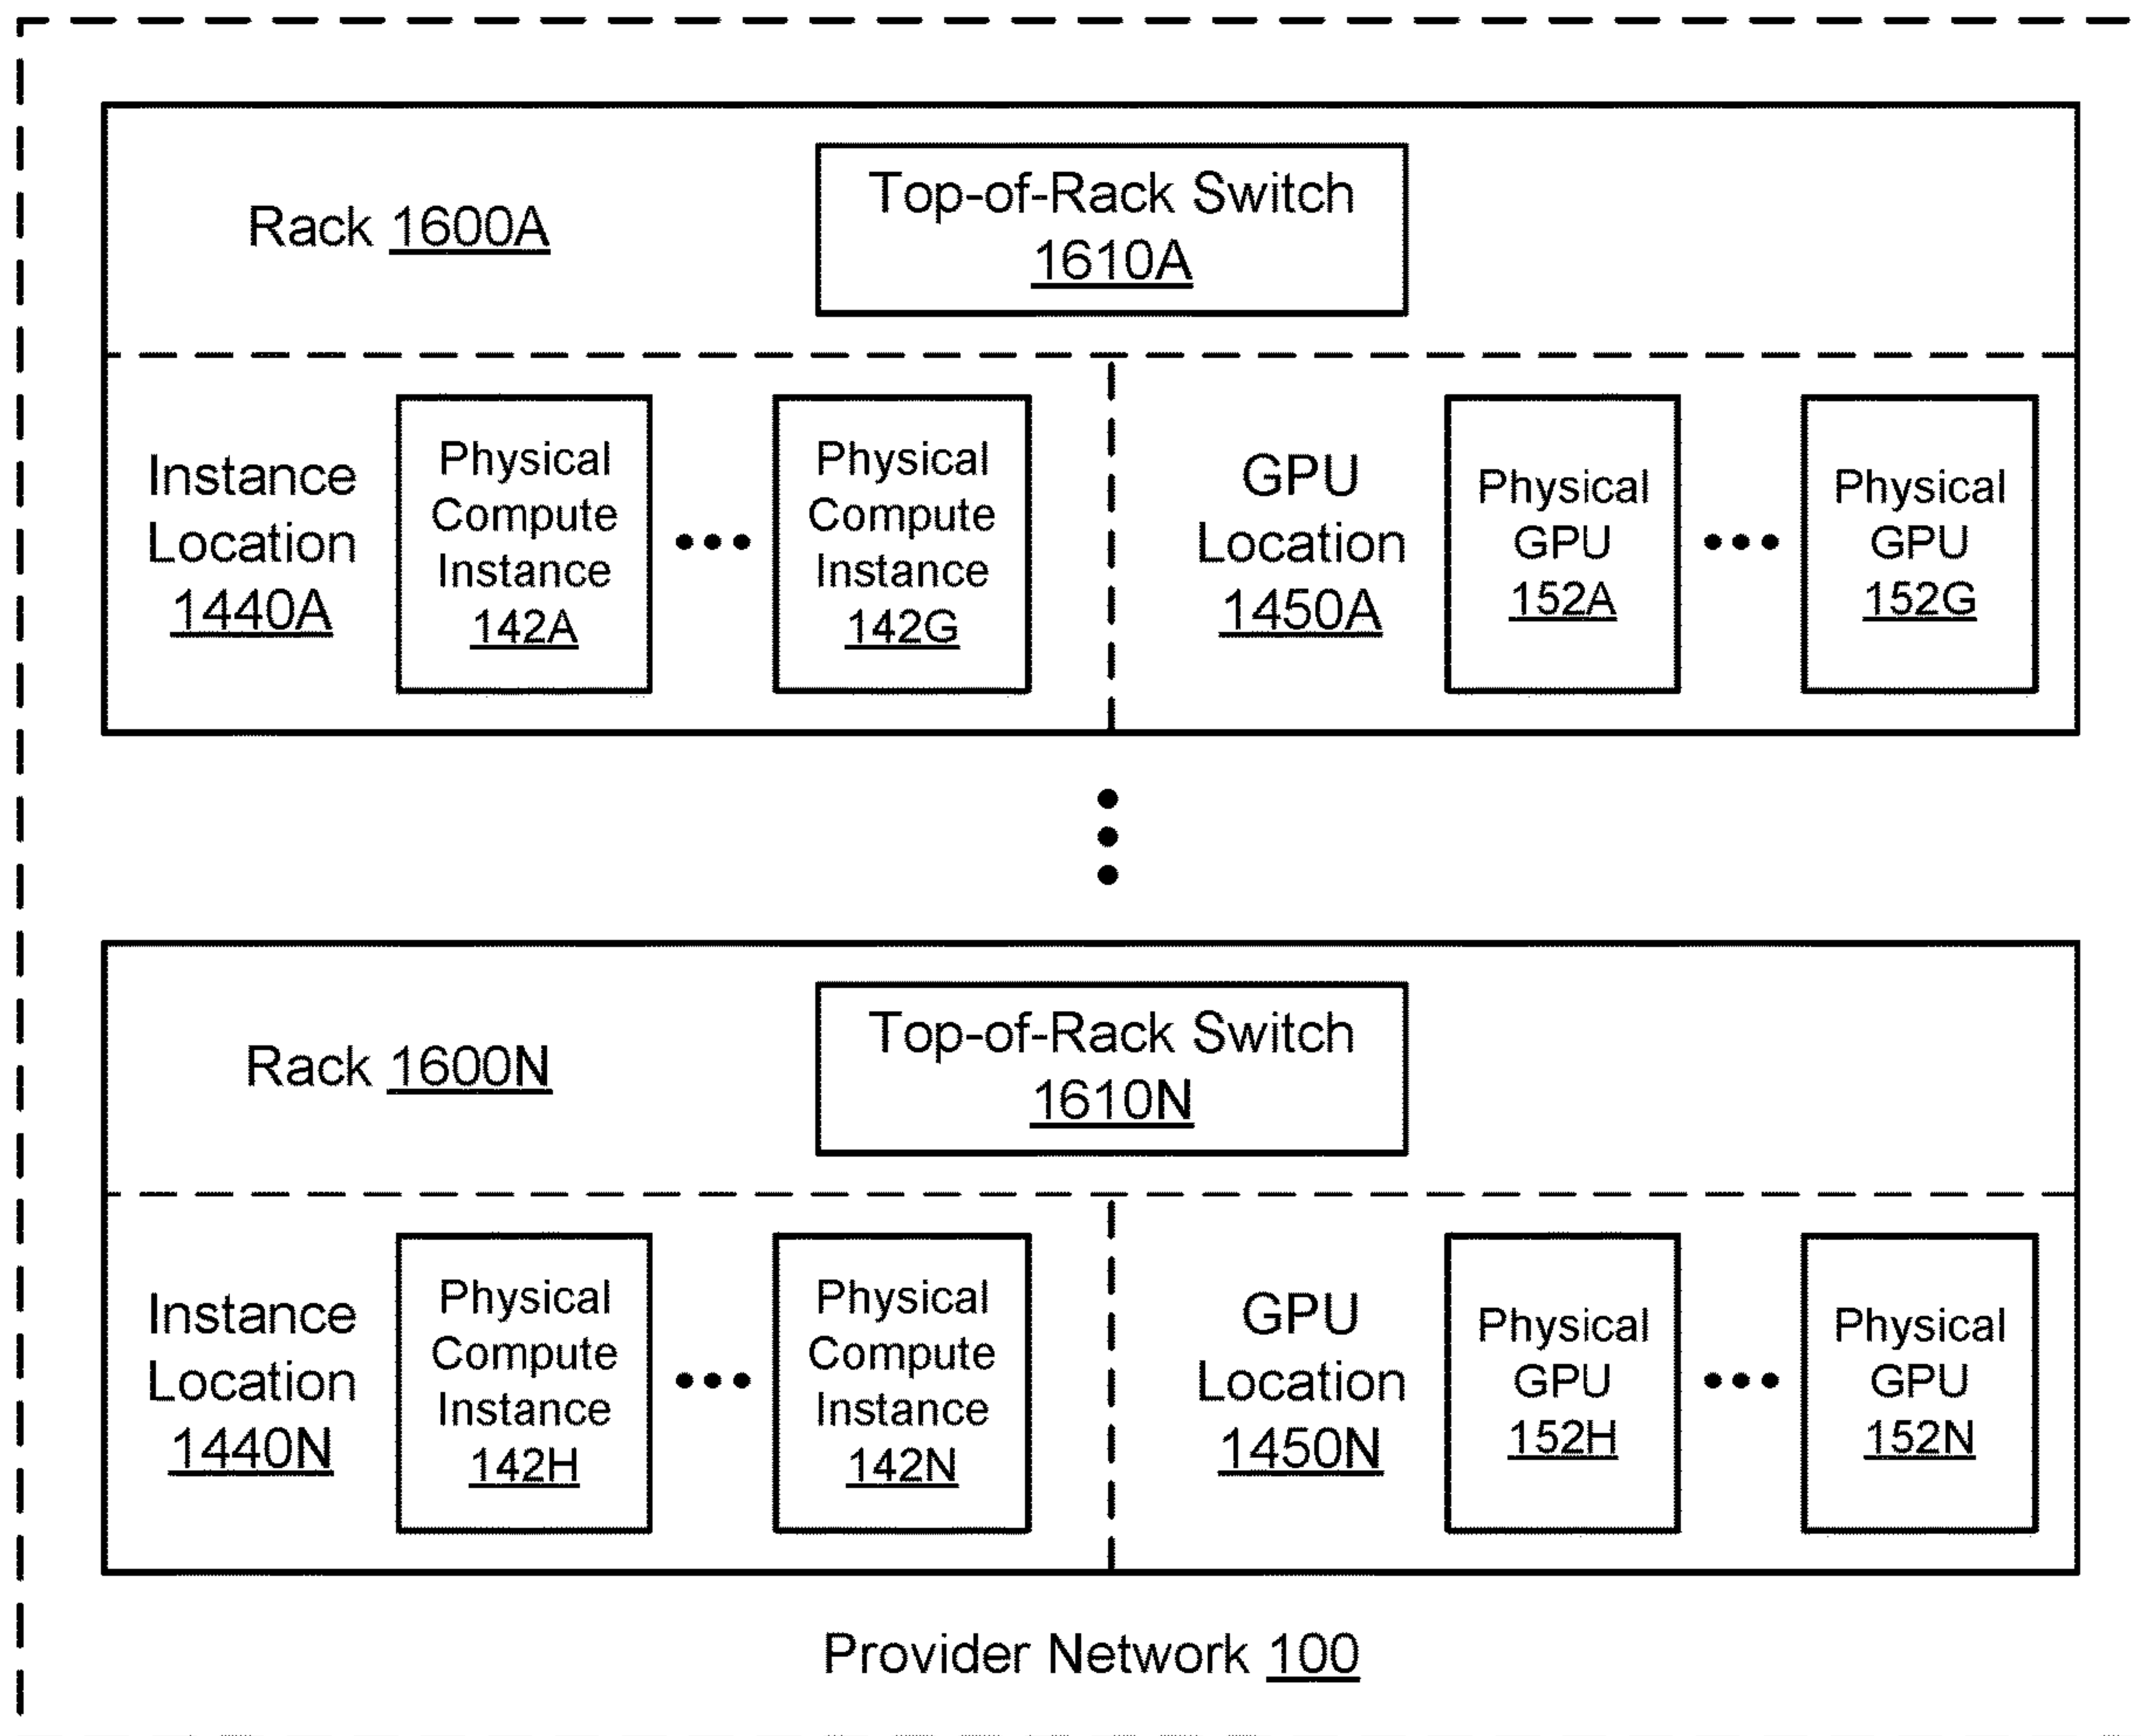 Rack 1600A
Top-of-Rack Switch
1610A
Instance
Location
1440A
Physical
Compute
Instance
142A
Physical
Compute
Instance
142G
GPU
Location
1450A
Physical
GPU
152A
Physical
GPU
152G
Rack 1600N
Top-of-Rack Switch
1610N
Instance
Location
1440N
Physical
Compute
Instance
142H
Physical
Compute
Instance
142N
GPU
Location
1450N
Physical
GPU
152H
Physical
GPU
152N
Provider Network 100